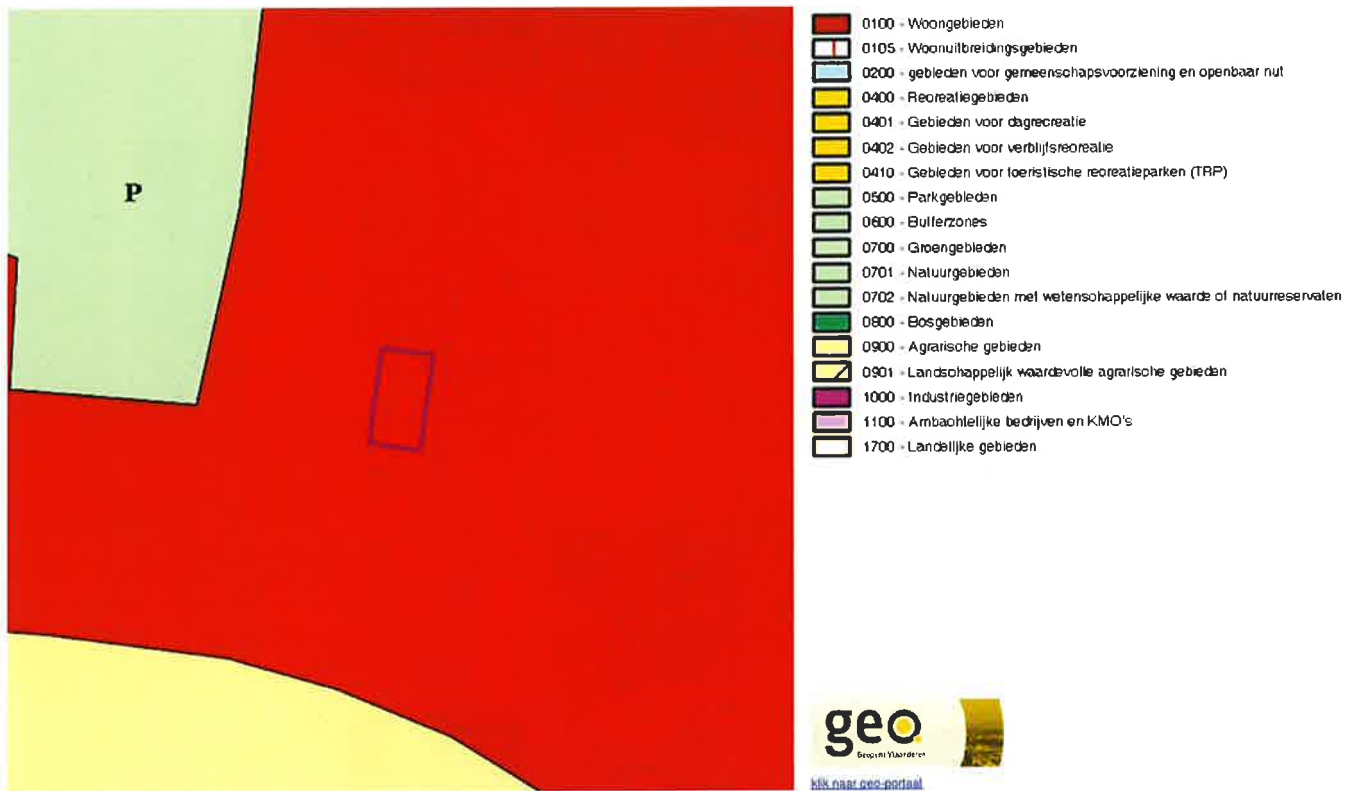 P
0100 - Woongebieden
0105 - Woonuitbreidingsgebieden
0200 - gebieden voor gemeenschapsvoorziening en openbaar nut
0400 - Recreatiegebieden
0401 - Gebieden voor dagrecreatie
0402 - Gebieden voor verblijfsrecreatie
0410 - Gebieden voor toeristische recreatieparken (TRP)
0500 - Parkgebieden
0600 - Bufferzones
0700 - Groengebieden
0701 - Natuurgebieden
0702 - Natuurgebieden met wetenschappelijke waarde of natuurreservaten
0800 - Bosgebieden
0900 - Agrarische gebieden
0901 - Landschappelijk waardevolle agrarische gebieden
1000 - Industriegebieden
1100 - Ambachtelijke bedrijven en KMO's
1700 - Landelijke gebieden
geo
Geopunt Vlaanderen
klik naar geo-portaal